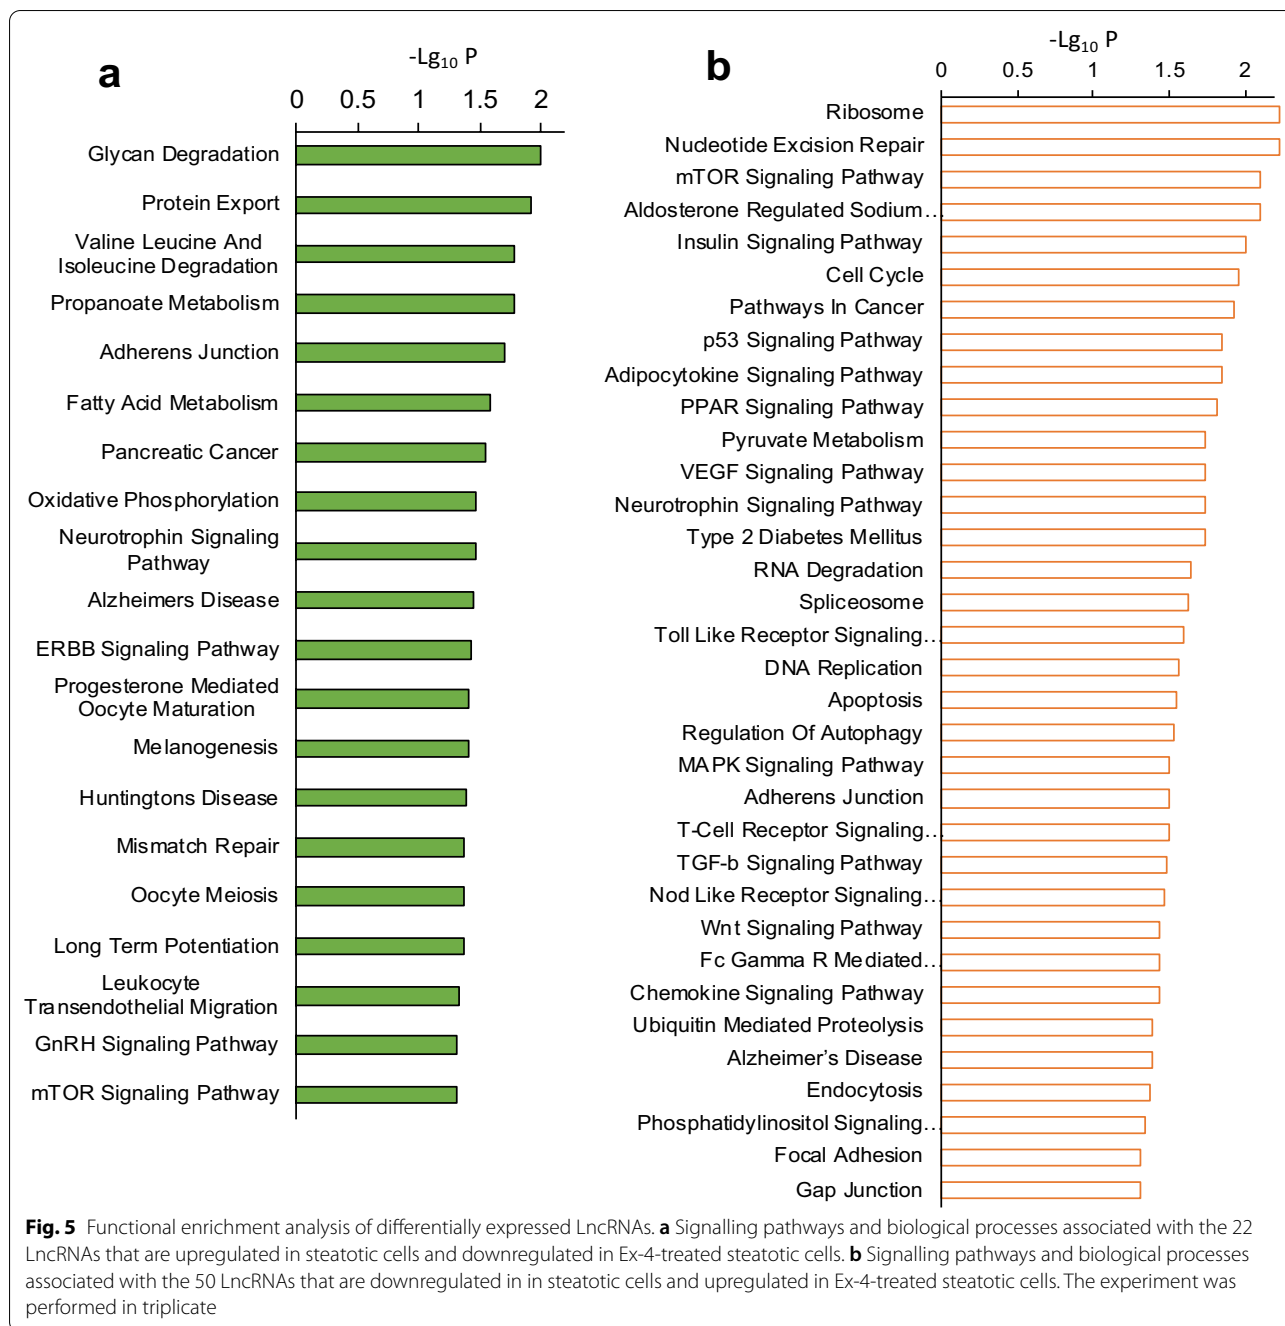 a
-Lg10 P
0 0.5 1 1.5 2
Glycan Degradation
Protein Export
Valine Leucine And
Isoleucine Degradation
Propanoate Metabolism
Adherens Junction
Fatty Acid Metabolism
Pancreatic Cancer
Oxidative Phosphorylation
Neurotrophin Signaling
Pathway
Alzheimers Disease
ERBB Signaling Pathway
Progesterone Mediated
Oocyte Maturation
Melanogenesis
Huntingtons Disease
Mismatch Repair
Oocyte Meiosis
Long Term Potentiation
Leukocyte
Transendothelial Migration
GnRH Signaling Pathway
mTOR Signaling Pathway
b
-Lg10 P
0 0.5 1 1.5 2
Ribosome
Nucleotide Excision Repair
mTOR Signaling Pathway
Aldosterone Regulated Sodium…
Insulin Signaling Pathway
Cell Cycle
Pathways In Cancer
p53 Signaling Pathway
Adipocytokine Signaling Pathway
PPAR Signaling Pathway
Pyruvate Metabolism
VEGF Signaling Pathway
Neurotrophin Signaling Pathway
Type 2 Diabetes Mellitus
RNA Degradation
Spliceosome
Toll Like Receptor Signaling…
DNA Replication
Apoptosis
Regulation Of Autophagy
MAPK Signaling Pathway
Adherens Junction
T-Cell Receptor Signaling…
TGF-b Signaling Pathway
Nod Like Receptor Signaling…
Wnt Signaling Pathway
Fc Gamma R Mediated…
Chemokine Signaling Pathway
Ubiquitin Mediated Proteolysis
Alzheimer’s Disease
Endocytosis
Phosphatidylinositol Signaling…
Focal Adhesion
Gap Junction
Fig. 5 Functional enrichment analysis of differentially expressed LncRNAs. a Signalling pathways and biological processes associated with the 22
LncRNAs that are upregulated in steatotic cells and downregulated in Ex-4-treated steatotic cells. b Signalling pathways and biological processes
associated with the 50 LncRNAs that are downregulated in in steatotic cells and upregulated in Ex-4-treated steatotic cells. The experiment was
performed in triplicate